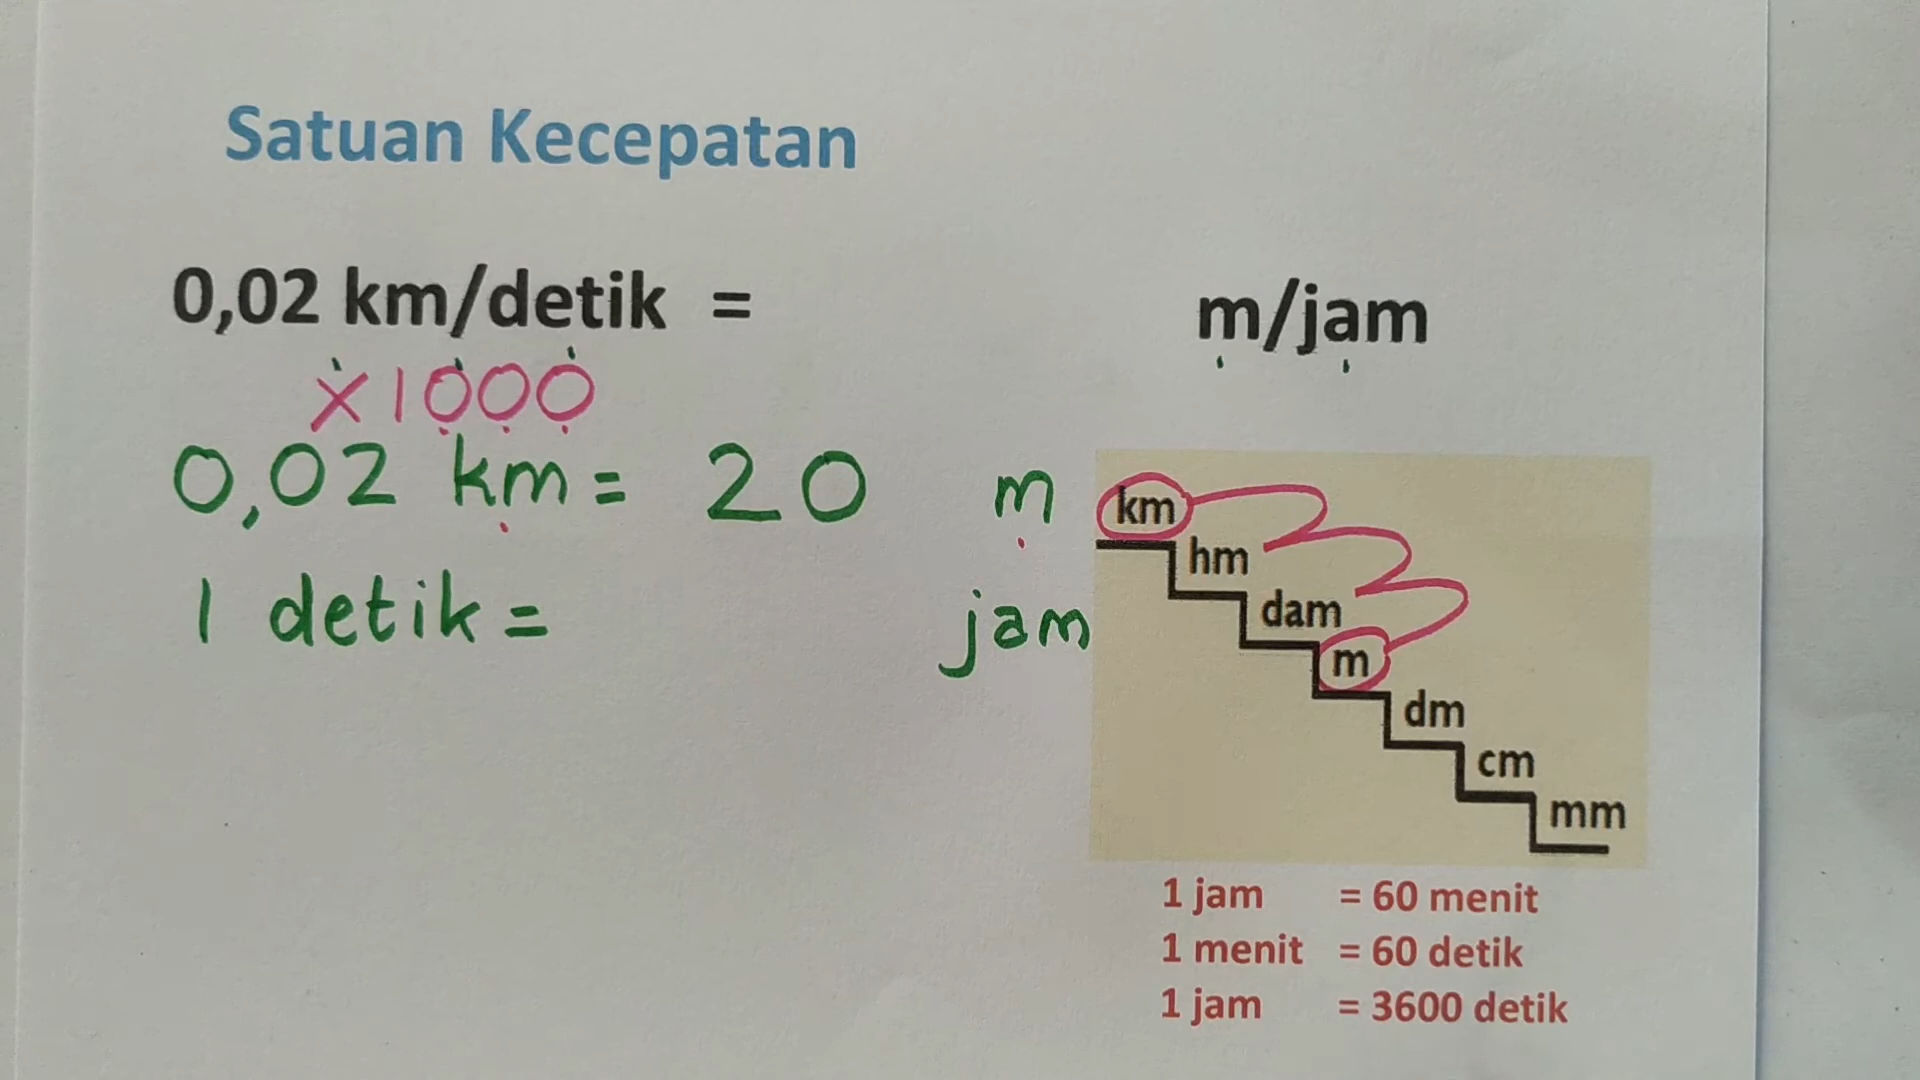 Satuan Kecepatan
0,02 km/detik = m/jam
x1000
0,02 km = 20 m
1 detik = jam
km
hm
dam
m
dm
cm
mm
1 jam = 60 menit
1 menit = 60 detik
1 jam = 3600 detik